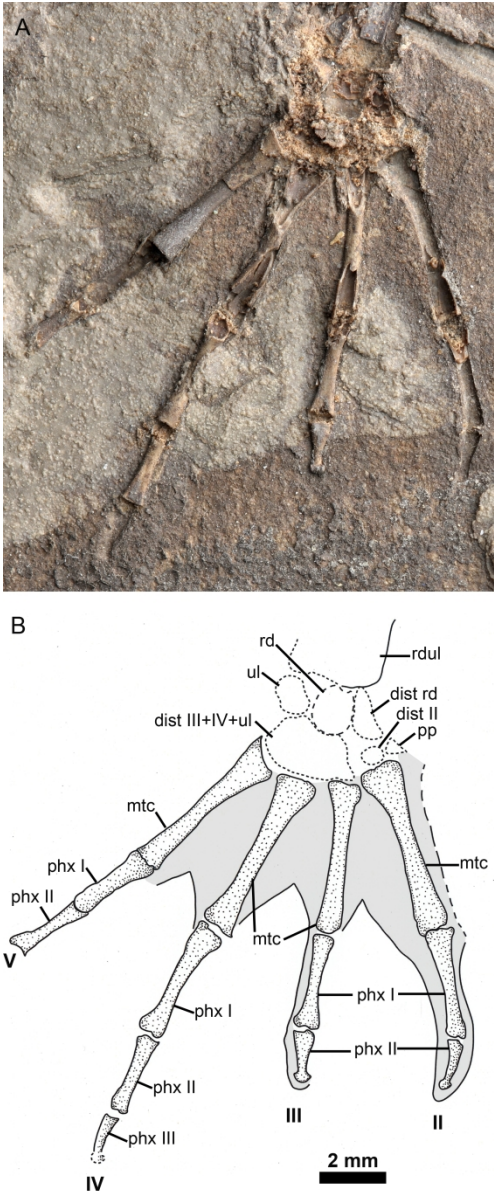 A
B
rd
rdul
ul
dist rd
dist II
dist III+IV+ul
pp
mtc
phx I
mtc
phx II
V
mtc
phx I
phx I
phx II
phx II
III
II
phx III
2 mm
IV